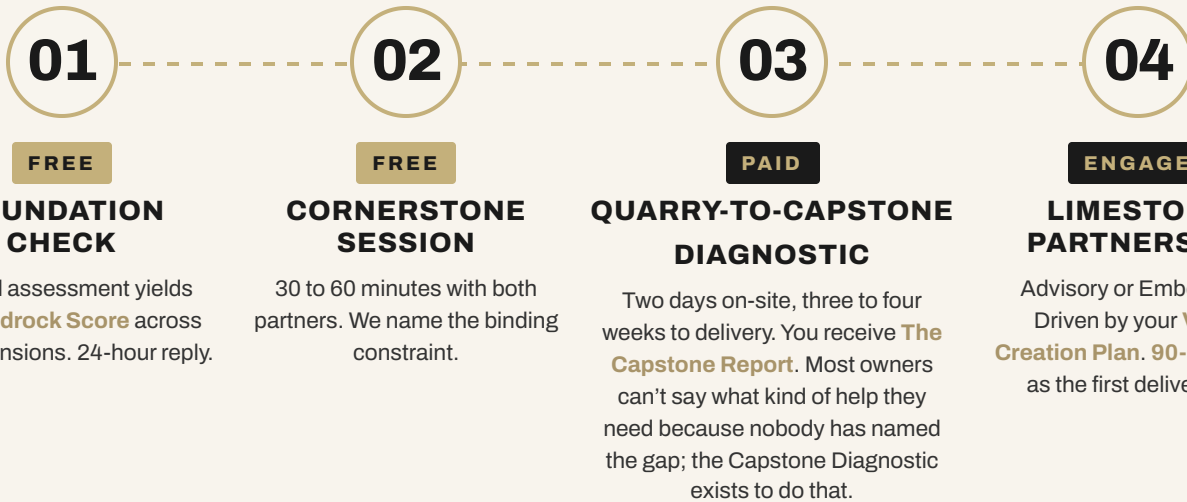 01 02 03 04
FREE FREE PAID ENGAGE
UNDATION
CHECK
assessment yields
drock Score across
nsions. 24-hour reply.
CORNERSTONE
SESSION
30 to 60 minutes with both
partners. We name the binding
constraint.
QUARRY-TO-CAPSTONE
DIAGNOSTIC
Two days on-site, three to four
weeks to delivery. You receive The
Capstone Report. Most owners
can’t say what kind of help they
need because nobody has named
the gap; the Capstone Diagnostic
exists to do that.
LIMESTO
PARTNERS
Advisory or Emb
Driven by your
Creation Plan. 90-
as the first delive